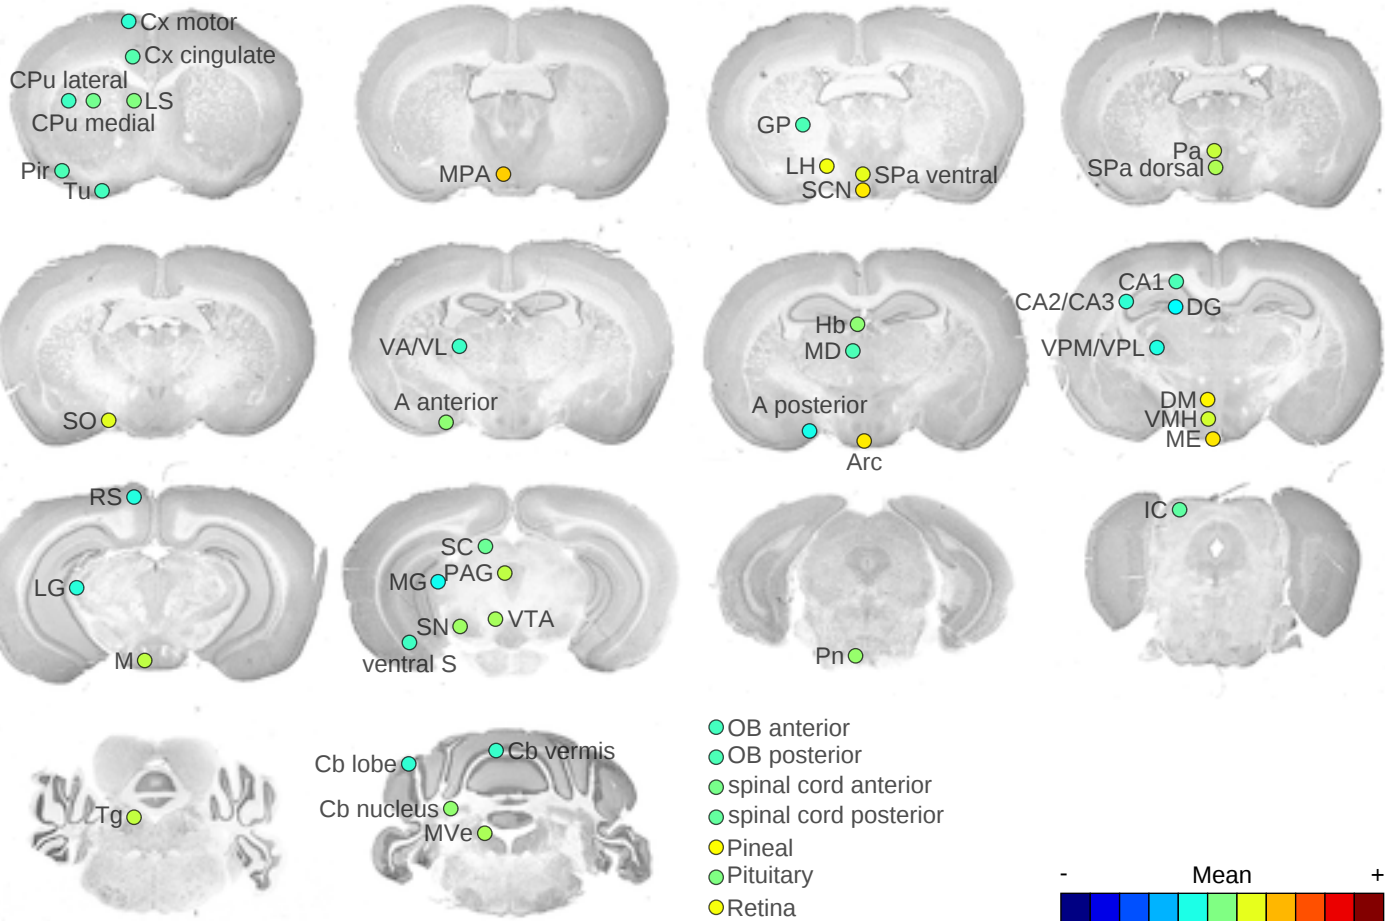 Cx motor
Cx cingulate
CPu lateral
LS
CPu medial
Pir
Tu
MPA
GP
LH
SPa ventral
SCN
Pa
SPa dorsal
SO
VA/VL
A anterior
Hb
MD
A posterior
Arc
CA1
CA2/CA3
DG
VPM/VPL
DM
VMH
ME
RS
LG
M
SC
MG
PAG
SN
VTA
ventral S
Pn
IC
Tg
Cb lobe
Cb vermis
Cb nucleus
MVe
OB anterior
OB posterior
spinal cord anterior
spinal cord posterior
Pineal
Pituitary
Retina
- Mean +